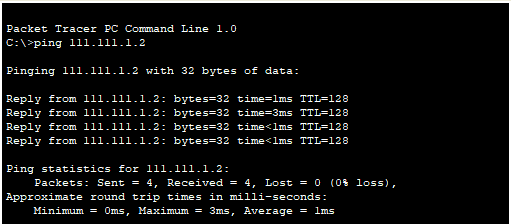 Packet Tracer PC Command Line 1.0
C:\>ping 111.111.1.2
Pinging 111.111.1.2 with 32 bytes of data:
Reply from 111.111.1.2: bytes=32 time=1ms TTL=128
Reply from 111.111.1.2: bytes=32 time=3ms TTL=128
Reply from 111.111.1.2: bytes=32 time<1ms TTL=128
Reply from 111.111.1.2: bytes=32 time<1ms TTL=128
Ping statistics for 111.111.1.2:
Packets: Sent = 4, Received = 4, Lost = 0 (0% loss),
Approximate round trip times in milli-seconds:
Minimum = 0ms, Maximum = 3ms, Average = 1ms